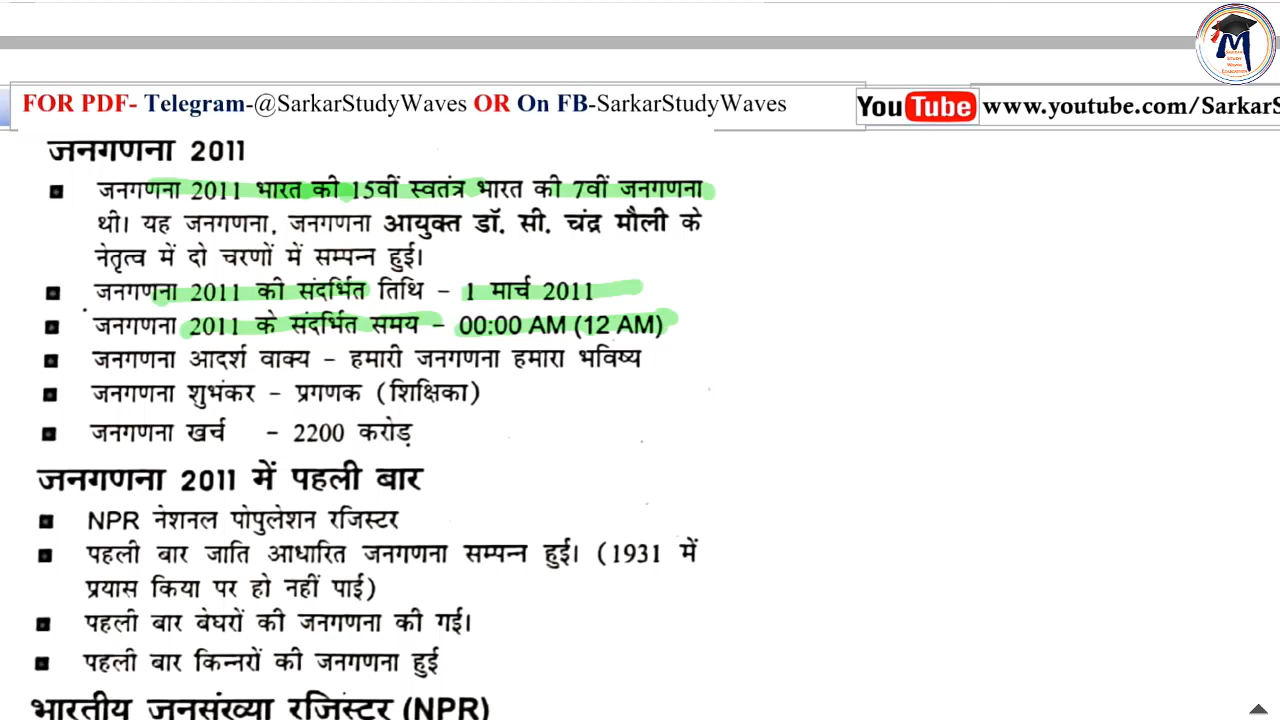 M
SARKAR
STUDY
WAVES
EDUCATION
FOR PDF- Telegram-@SarkarStudyWaves OR On FB-SarkarStudyWaves
YouTube www.youtube.com/SarkarS
जनगणना 2011
जनगणना 2011 भारत की 15वीं स्वतंत्र भारत की 7वीं जनगणना
थी। यह जनगणना, जनगणना आयुक्त डॉ. सी. चंद्र मौली के
नेतृत्व में दो चरणों में सम्पन्न हुई।
जनगणना 2011 की संदर्भित तिथि - 1 मार्च 2011
जनगणना 2011 के संदर्भित समय - 00:00 AM (12 AM)
जनगणना आदर्श वाक्य - हमारी जनगणना हमारा भविष्य
जनगणना शुभंकर - प्रगणक (शिक्षिका)
जनगणना खर्च - 2200 करोड़
जनगणना 2011 में पहली बार
NPR नेशनल पोपुलेशन रजिस्टर
पहली बार जाति आधारित जनगणना सम्पन्न हुई। (1931 में
प्रयास किया पर हो नहीं पाई)
पहली बार बेघरों की जनगणना की गई।
पहली बार किन्नरों की जनगणना हुई
भारतीय जनसंख्या रजिस्टर (NPR)